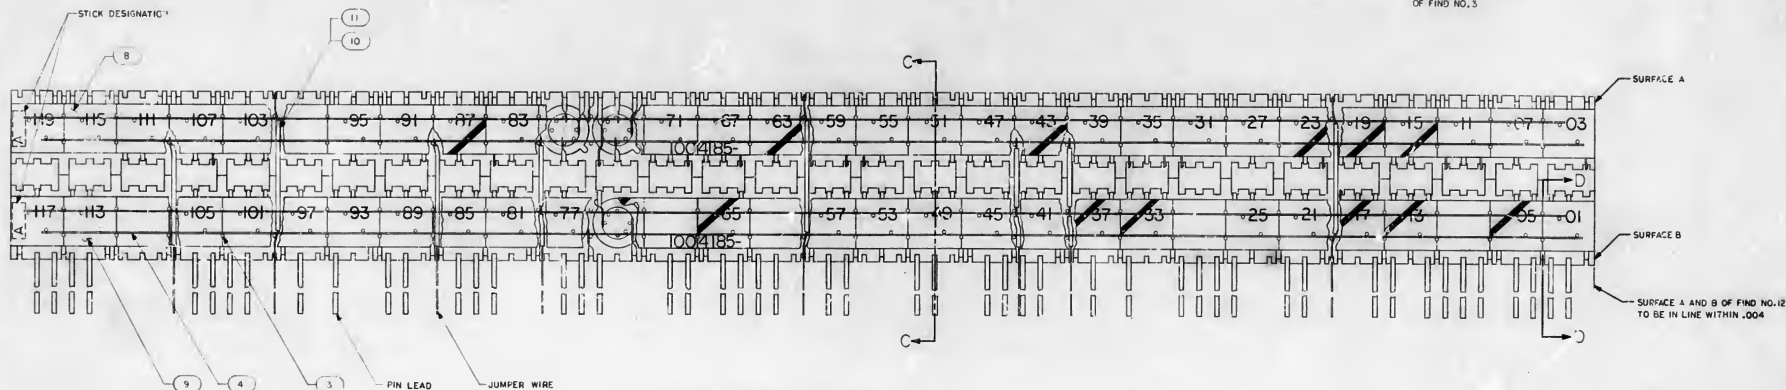 OF FIND NO.3
STICK DESIGNATION
11
10
8
C
SURFACE A
119 115 111 107 103 95 91 87 83 71 67 63 59 55 51 47 43 39 35 31 27 23 19 15 11 07 03
A
1004185-
D
117 113 105 101 97 93 89 85 81 77 65 57 53 49 45 41 37 33 25 21 17 13 05 01
A
1004185-
SURFACE B
SURFACE A AND B OF FIND NO.12
TO BE IN LINE WITHIN .004
C
D
9
4
3
PIN LEAD
JUMPER WIRE